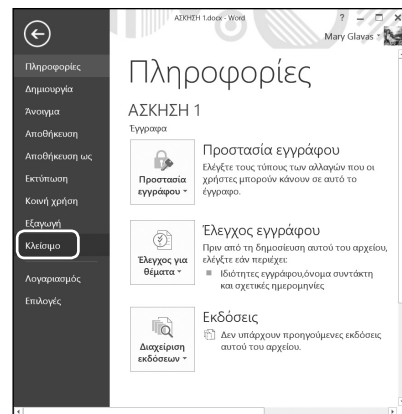 ΑΣΚΗΣΗ 1.docx - Word
?
Mary Glavas
Πληροφορίες
Δημιουργία
Άνοιγμα
Αποθήκευση
Αποθήκευση ως
Εκτύπωση
Κοινή χρήση
Εξαγωγή
Κλείσιμο
Λογαριασμός
Επιλογές
Πληροφορίες
ΑΣΚΗΣΗ 1
Έγγραφα
Προστασία
εγγράφου
Προστασία εγγράφου
Ελέγξτε τους τύπους των αλλαγών που οι
χρήστες μπορούν κάνουν σε αυτό το
έγγραφο.
Έλεγχος για
θέματα
Έλεγχος εγγράφου
Πριν από τη δημοσίευση αυτού του αρχείου,
ελέγξτε εάν περιέχει:
Ιδιότητες εγγράφου,όνομα συντάκτη
και σχετικές ημερομηνίες
Διαχείριση
εκδόσεων
Εκδόσεις
Δεν υπάρχουν προηγούμενες εκδόσεις
αυτού του αρχείου.